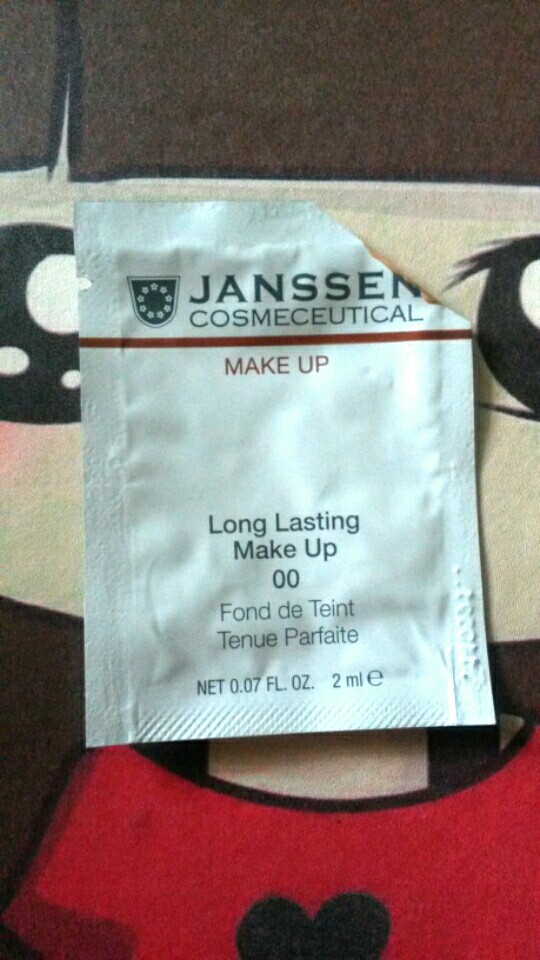 JANSSEN
COSMECEUTICAL
MAKE UP
Long Lasting
Make Up
00
Fond de Teint
Tenue Parfaite
NET 0.07 FL. OZ. 2 ml ℮